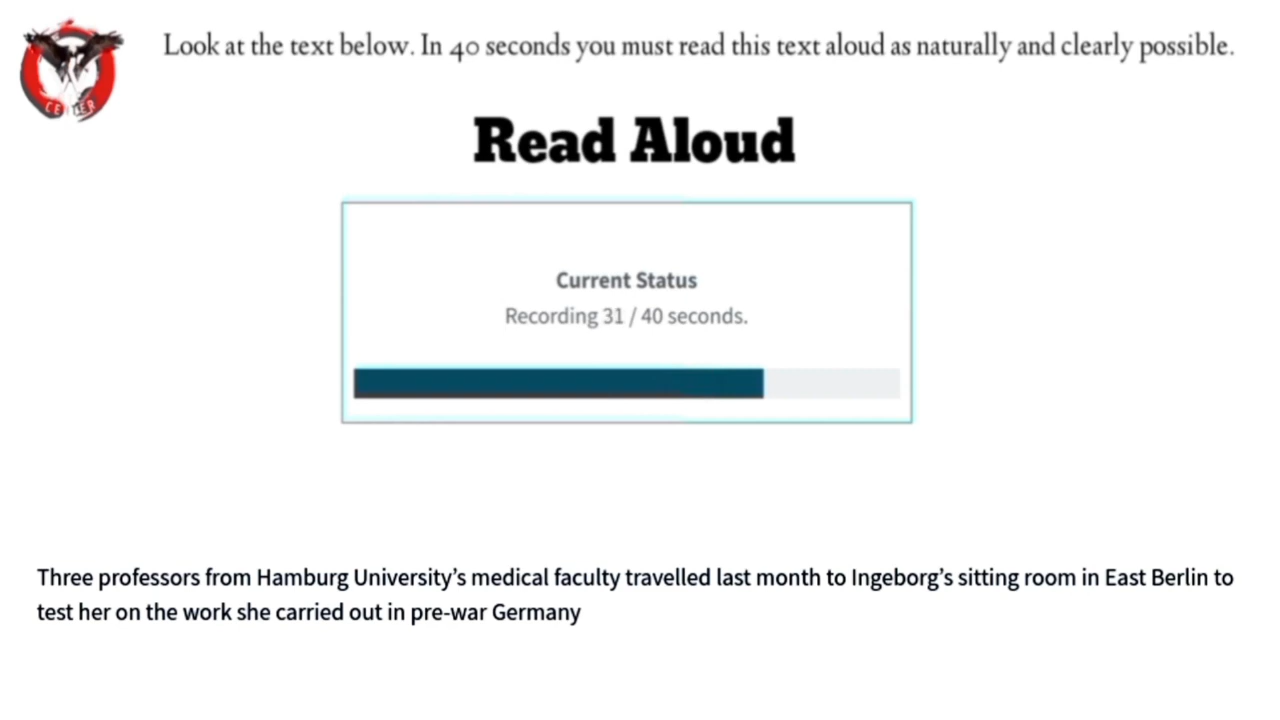 Look at the text below. In 40 seconds you must read this text aloud as naturally and clearly possible.
CENTER
Read Aloud
Current Status
Recording 31 / 40 seconds.
Three professors from Hamburg University’s medical faculty travelled last month to Ingeborg’s sitting room in East Berlin to
test her on the work she carried out in pre-war Germany